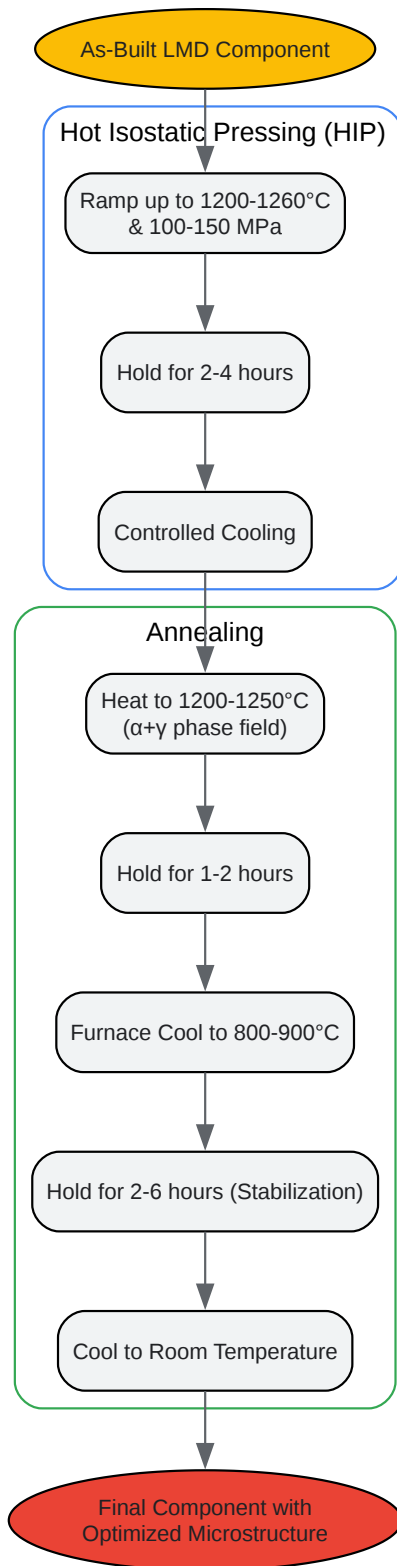 As-Built LMD Component
Hot Isostatic Pressing (HIP)
Ramp up to 1200-1260°C
& 100-150 MPa
Hold for 2-4 hours
Controlled Cooling
Annealing
Heat to 1200-1250°C
(α+γ phase field)
Hold for 1-2 hours
Furnace Cool to 800-900°C
Hold for 2-6 hours (Stabilization)
Cool to Room Temperature
Final Component with
Optimized Microstructure